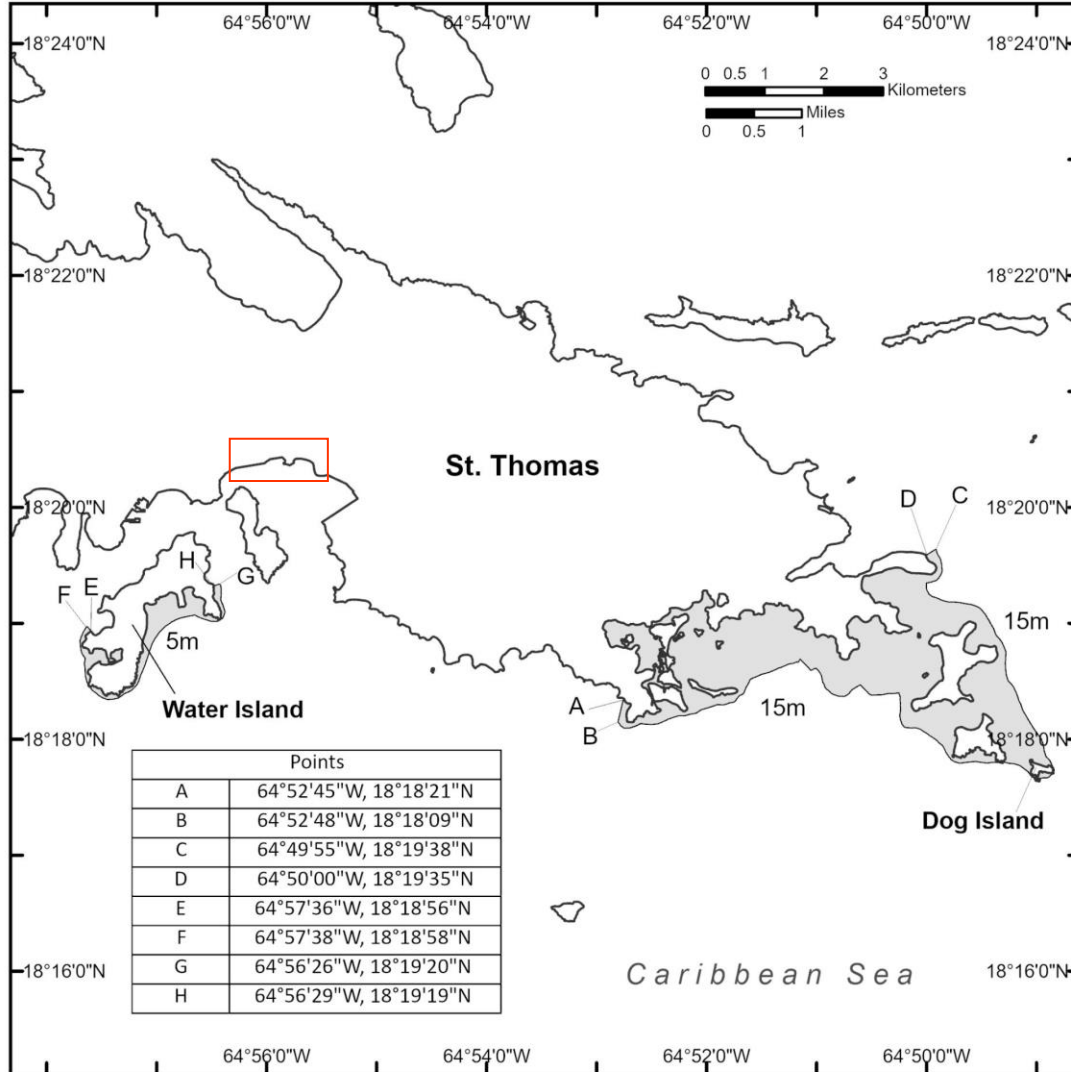 64°56'0"W 64°54'0"W 64°52'0"W 64°50'0"W
18°24'0"N 18°24'0"N
0 0.5 1 2 3
Kilometers
Miles
0 0.5 1
18°22'0"N 18°22'0"N
St. Thomas
18°20'0"N D C 18°20'0"N
H
G
F E
5m
15m
Water Island
A
B
15m
18°18'0"N 18°18'0"N
Dog Island
Points
A 64°52'45"W, 18°18'21"N
B 64°52'48"W, 18°18'09"N
C 64°49'55"W, 18°19'38"N
D 64°50'00"W, 18°19'35"N
E 64°57'36"W, 18°18'56"N
F 64°57'38"W, 18°18'58"N
G 64°56'26"W, 18°19'20"N
H 64°56'29"W, 18°19'19"N
18°16'0"N Caribbean Sea 18°16'0"N
64°56'0"W 64°54'0"W 64°52'0"W 64°50'0"W